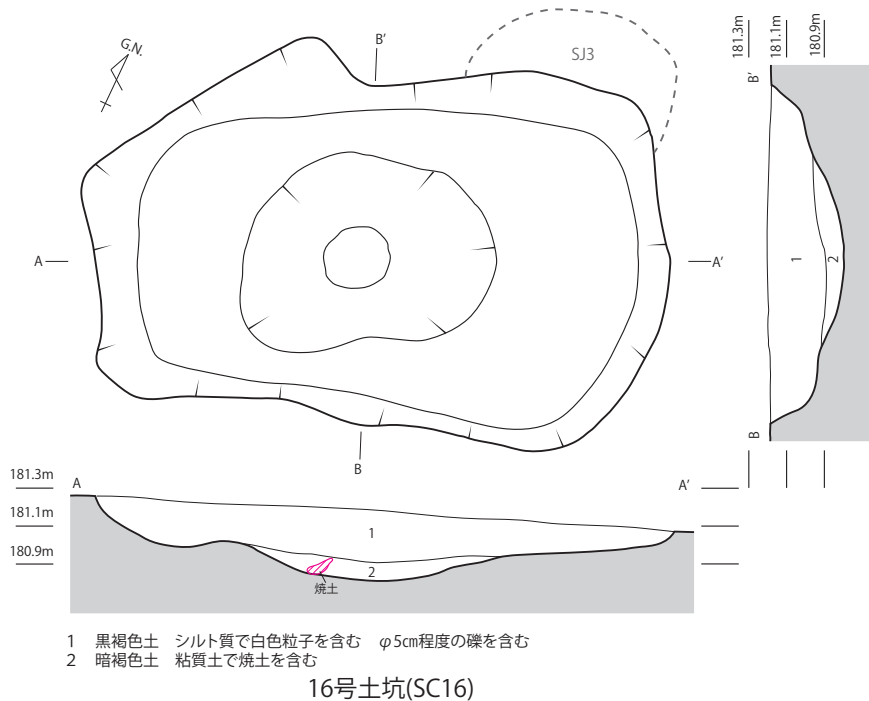 G.N.
B'
SJ3
A
A'
B
181.3m
181.1m
180.9m
B'
1
2
B
181.3m
181.1m
180.9m
A
A'
1
2
焼土
1 黒褐色土 シルト質で白色粒子を含む φ5cm程度の礫を含む
2 暗褐色土 粘質土で焼土を含む
16号土坑(SC16)